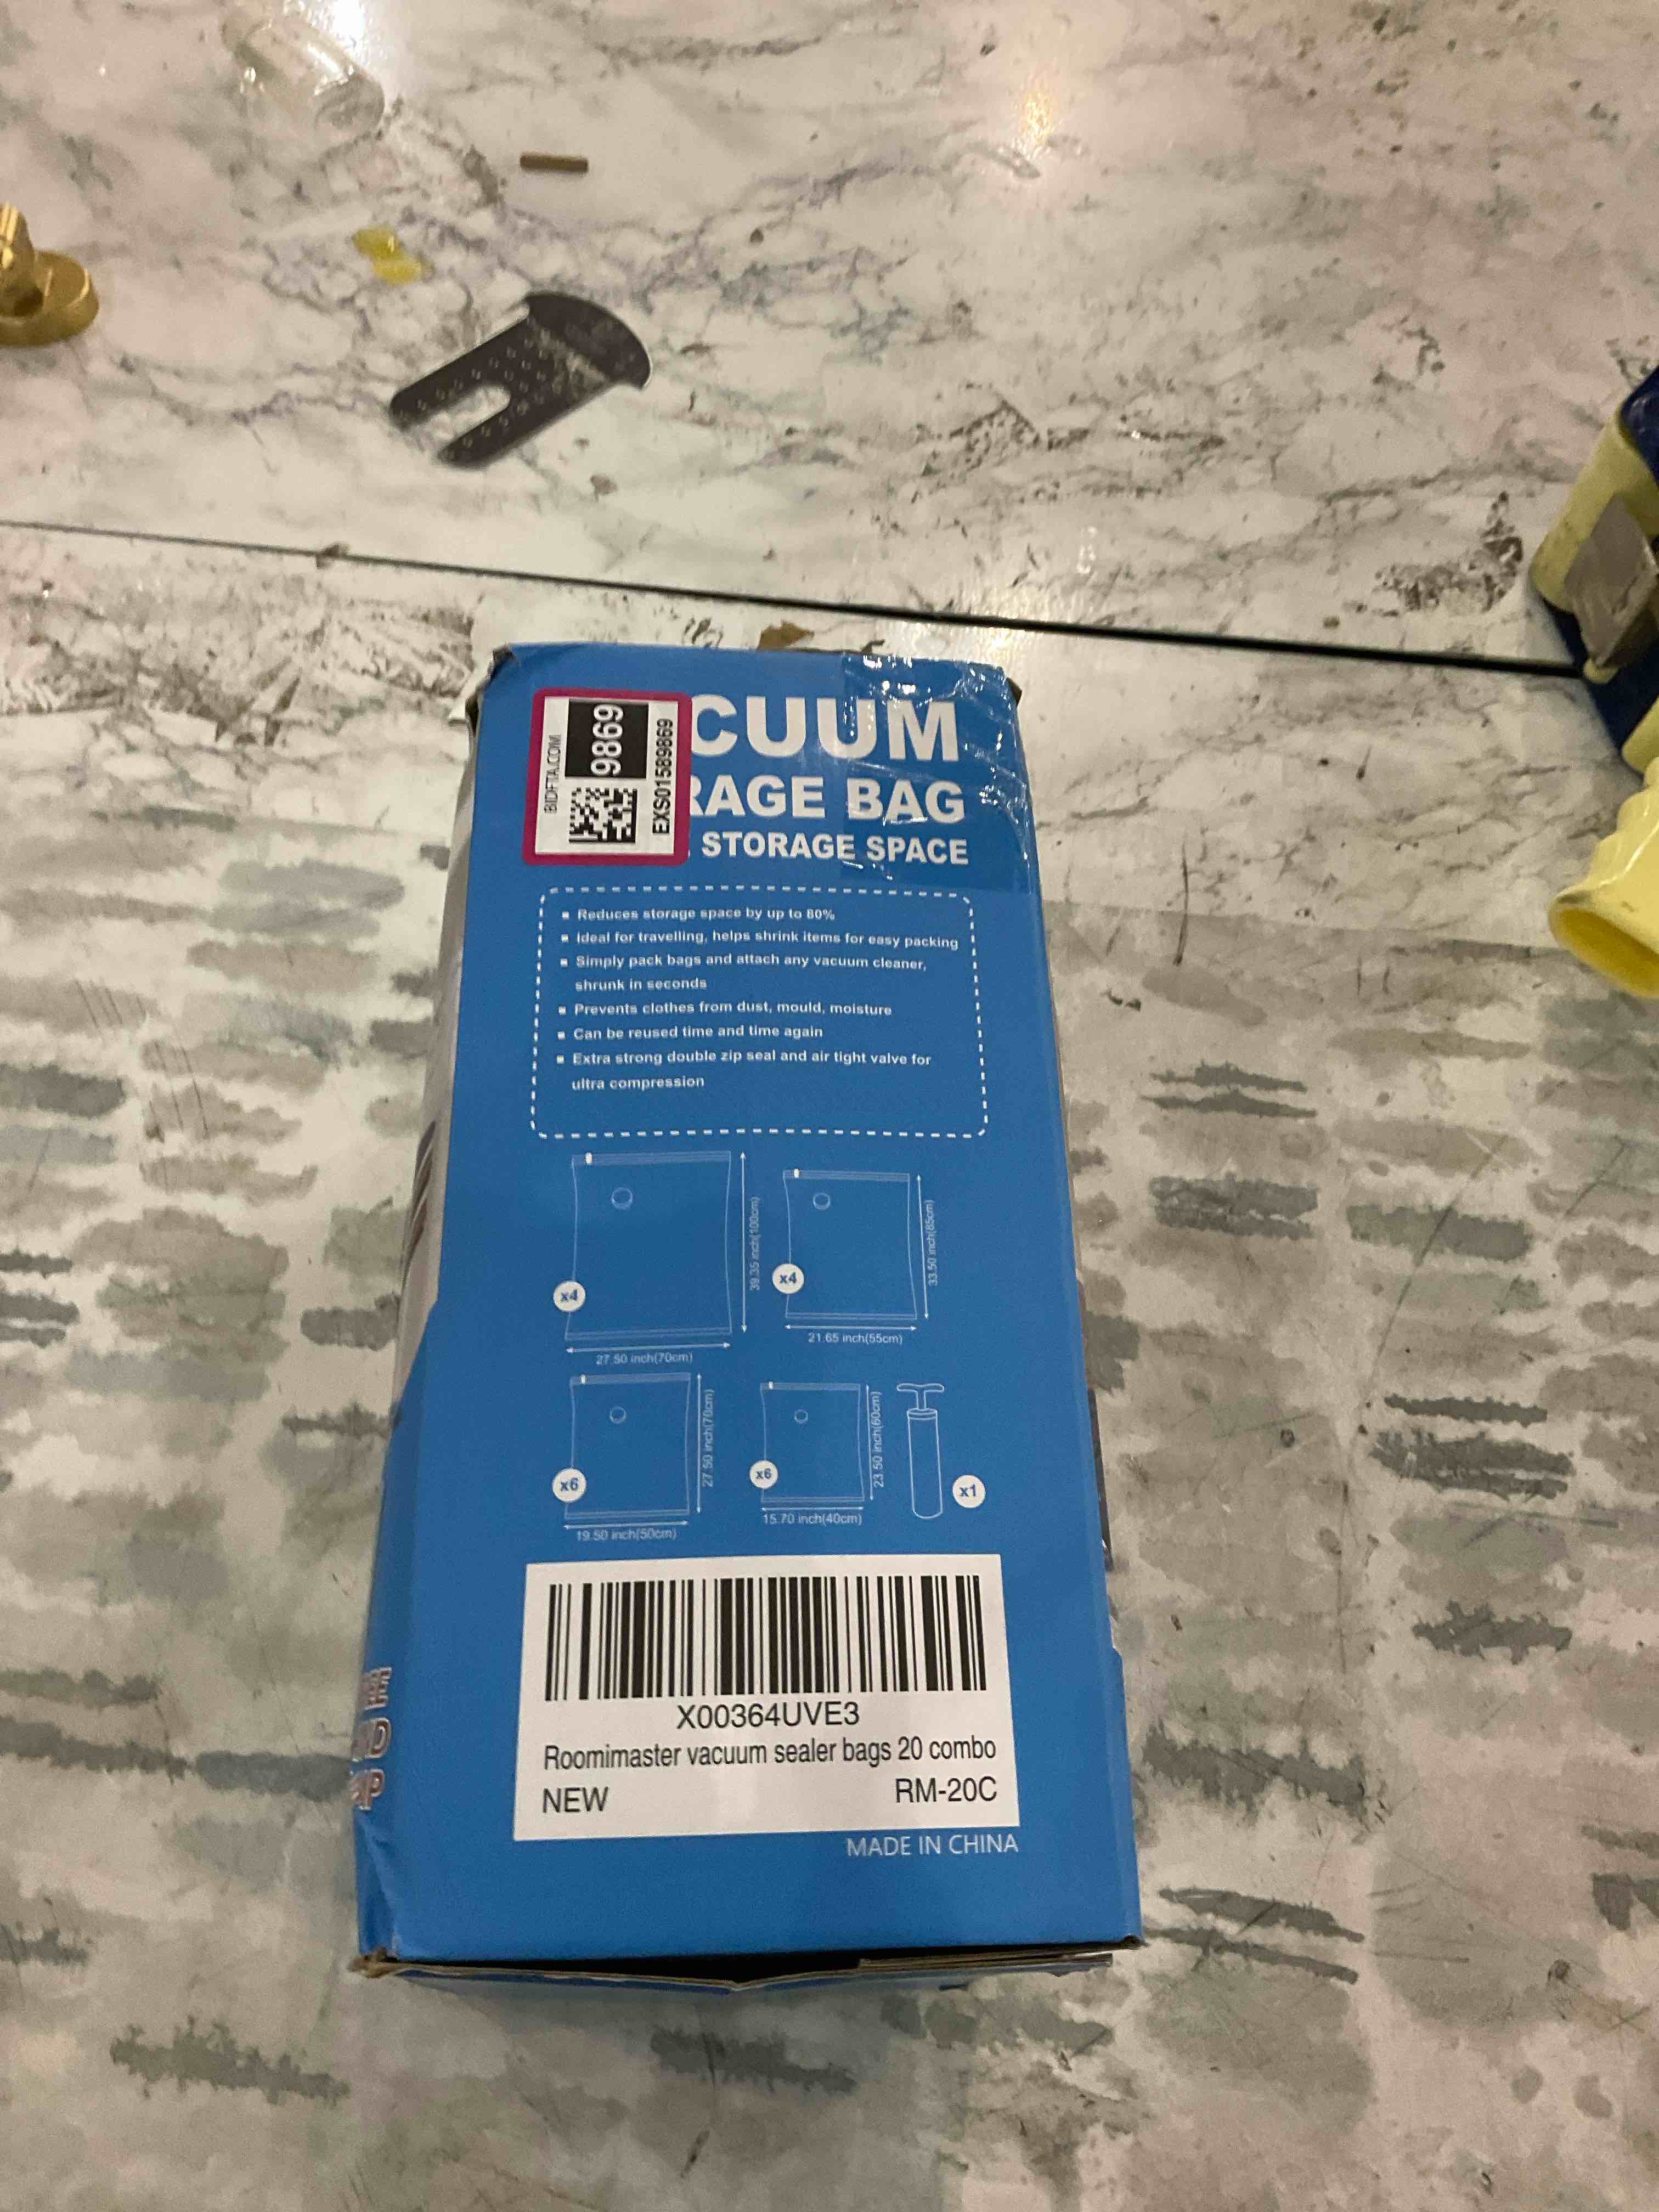 BIDFTA.COM
9869
EXS01589869
CUUM
RAGE BAG
STORAGE SPACE
▪ Reduces storage space by up to 80%
▪ Ideal for travelling, helps shrink items for easy packing
▪ Simply pack bags and attach any vacuum cleaner,
shrunk in seconds
▪ Prevents clothes from dust, mould, moisture
▪ Can be reused time and time again
▪ Extra strong double zip seal and air tight valve for
ultra compression
x4
39.35 inch(100cm)
27.50 inch(70cm)
x4
33.50 inch(85cm)
21.65 inch(55cm)
x6
27.50 inch(70cm)
19.50 inch(50cm)
x6
23.50 inch(60cm)
15.70 inch(40cm)
x1
X00364UVE3
Roomimaster vacuum sealer bags 20 combo
NEW RM-20C
MADE IN CHINA